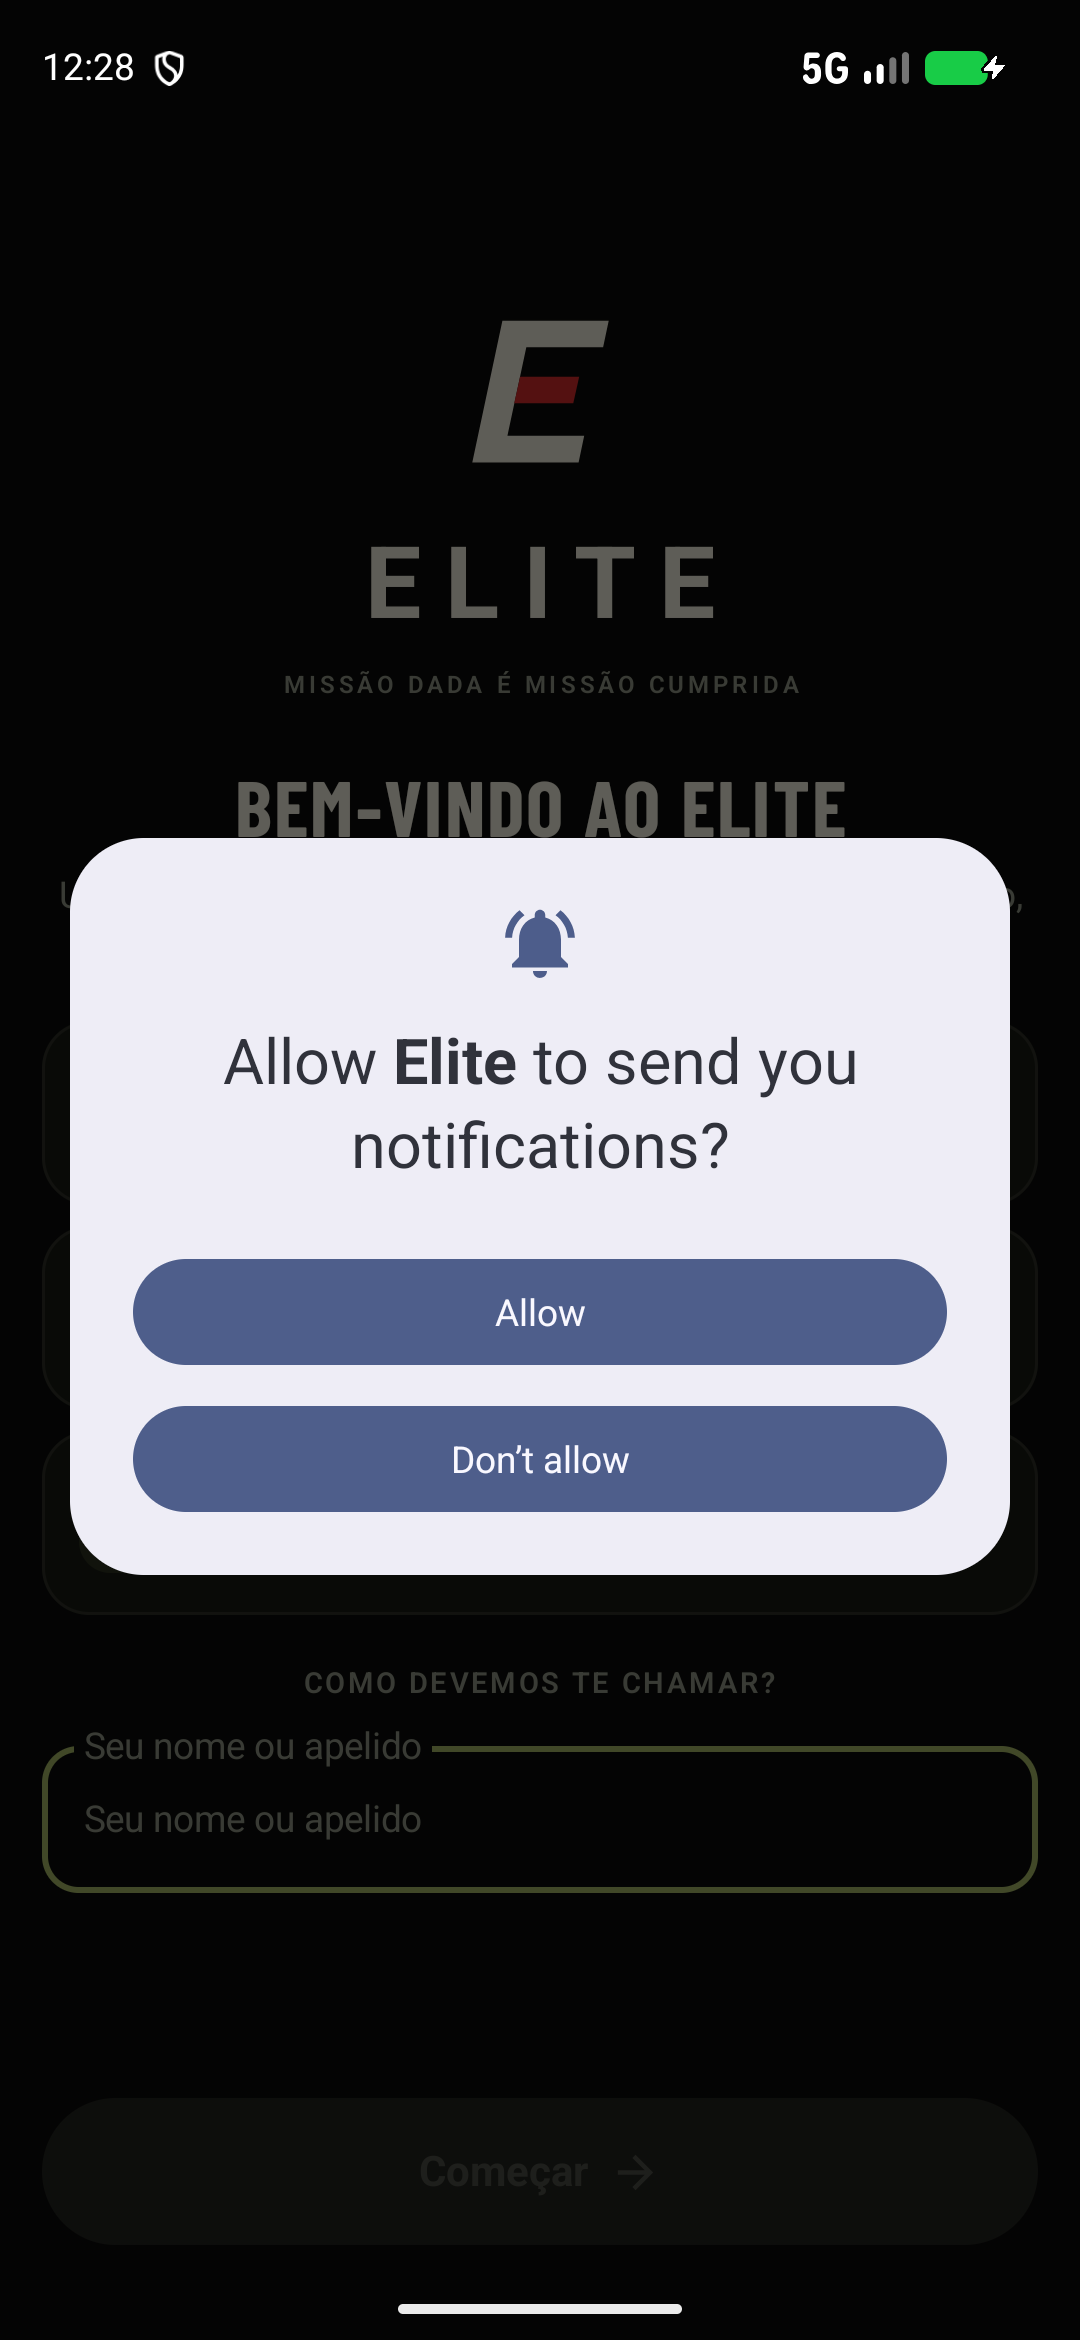 12:28
5G
E
ELITE
MISSÃO DADA É MISSÃO CUMPRIDA
BEM-VINDO AO ELITE
Allow Elite to send you
notifications?
Allow
Don’t allow
COMO DEVEMOS TE CHAMAR?
Seu nome ou apelido
Seu nome ou apelido
Começar